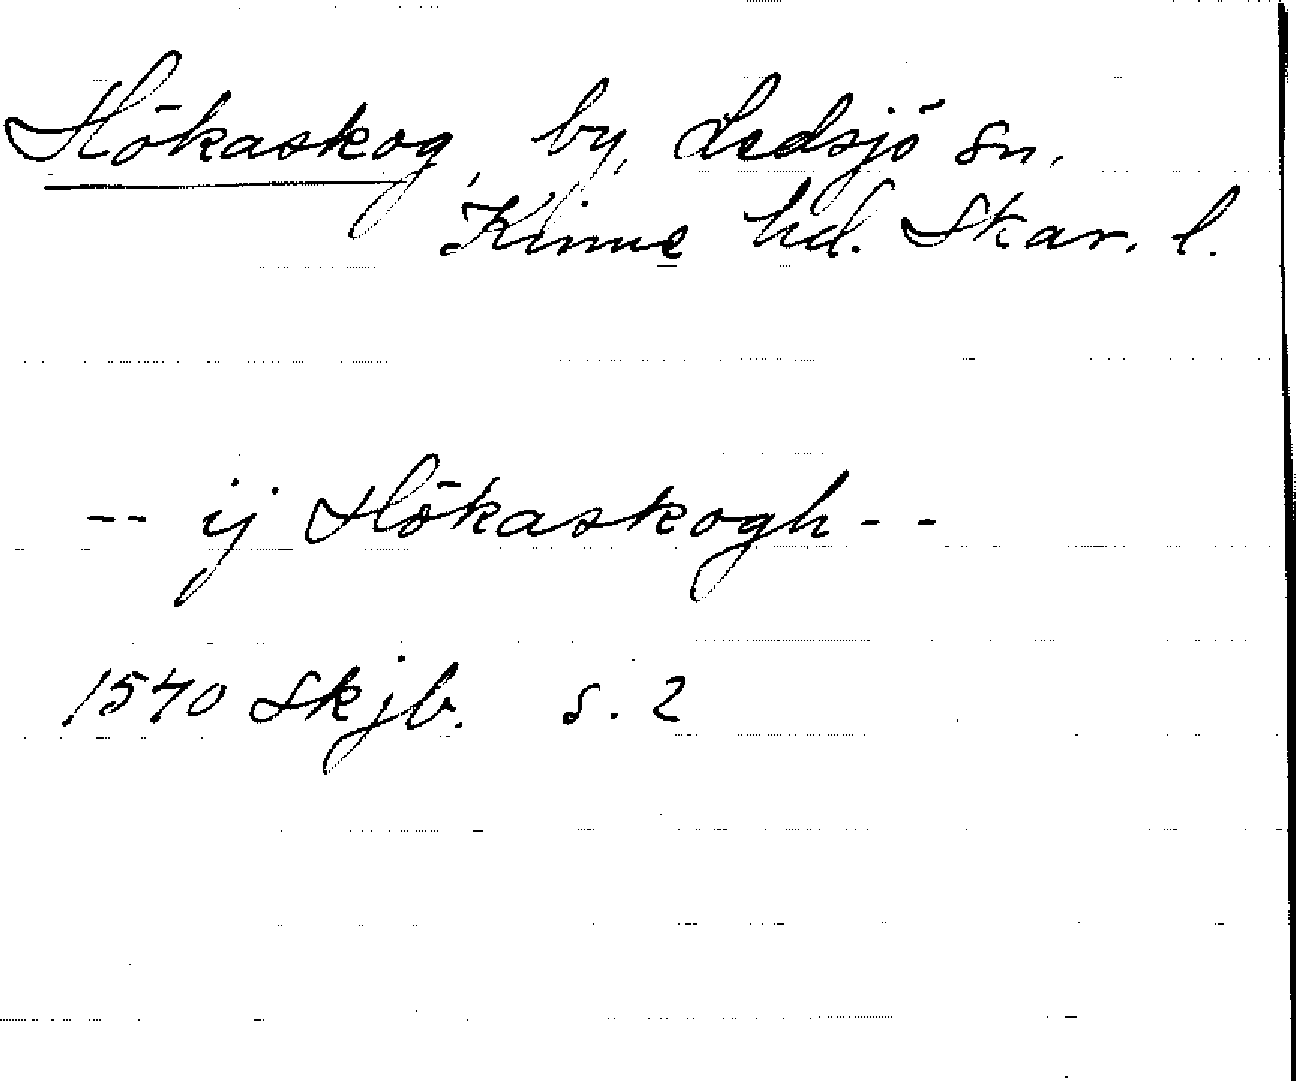 Hökaskog, by, Ledsjö sn,
Kinne hd. Skar. l.
-- ij Hökaskogh --
1540 Skjb. s. 2